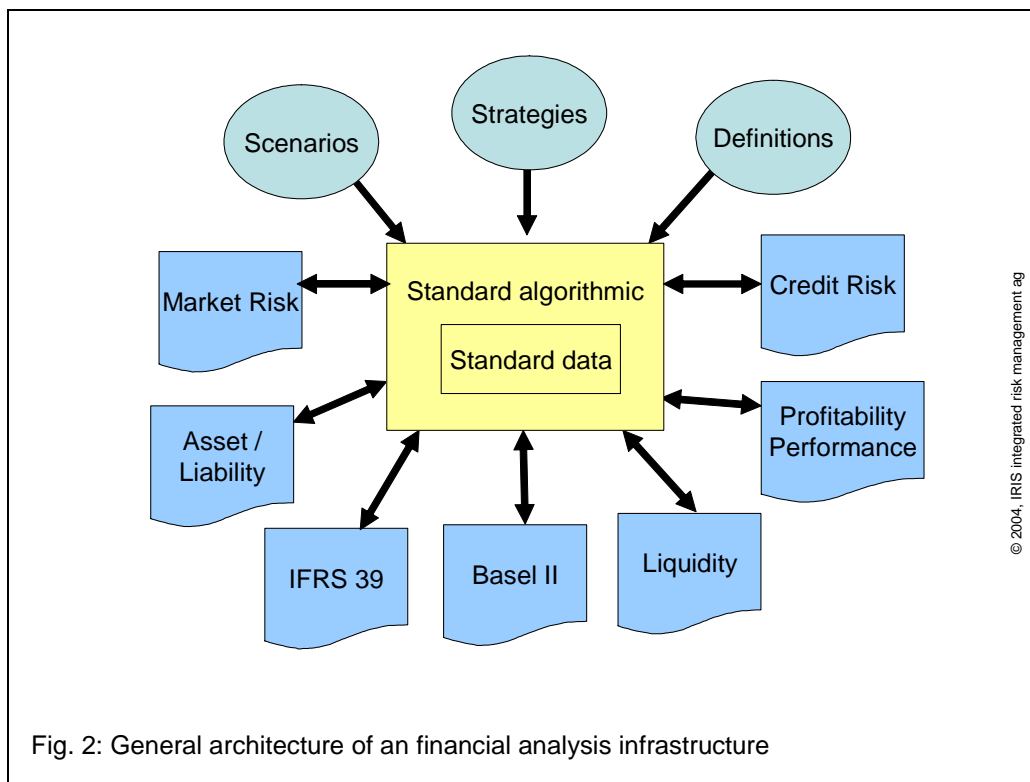 Scenarios
Strategies
Definitions
Market Risk
Standard algorithmic
Standard data
Credit Risk
Asset /
Liability
Profitability
Performance
IFRS 39
Basel II
Liquidity
© 2004, IRIS integrated risk management ag
Fig. 2: General architecture of an financial analysis infrastructure